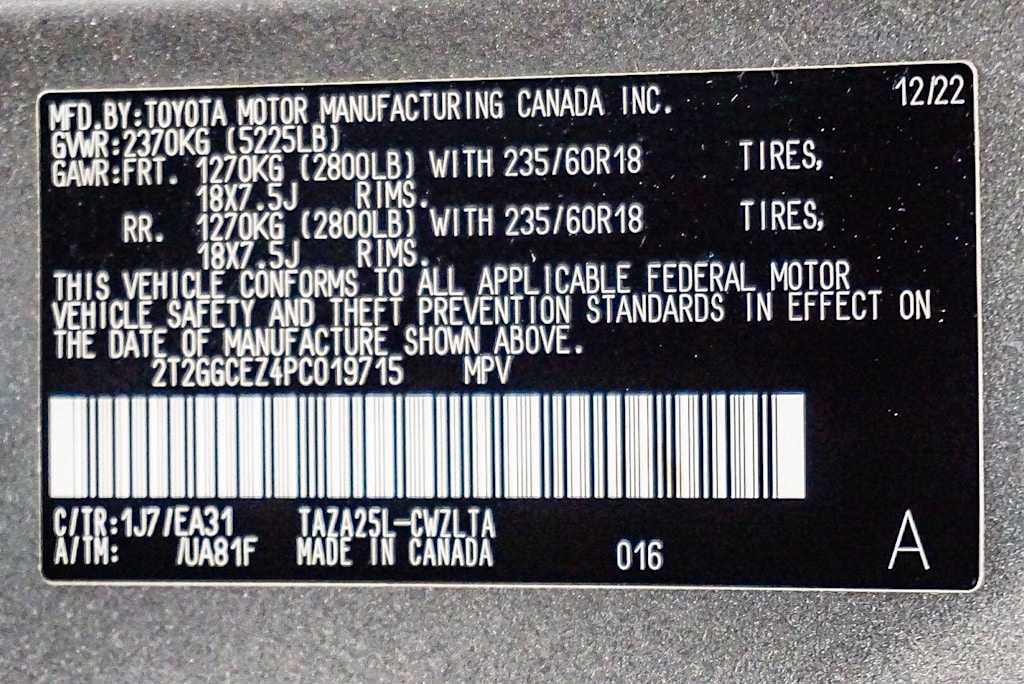 MFD. BY: TOYOTA MOTOR MANUFACTURING CANADA INC. 12/22
GVWR: 2370KG (5225LB)
GAWR: FRT. 1270KG (2800LB) WITH 235/60R18 TIRES,
18X7.5J RIMS.
RR. 1270KG (2800LB) WITH 235/60R18 TIRES,
18X7.5J RIMS.
THIS VEHICLE CONFORMS TO ALL APPLICABLE FEDERAL MOTOR
VEHICLE SAFETY AND THEFT PREVENTION STANDARDS IN EFFECT ON
THE DATE OF MANUFACTURE SHOWN ABOVE.
2T2GGCEZ4PC019715 MPV
C/TR: 1J7/EA31 TAZA25L-CWZLTA
A/TM: /UA81F MADE IN CANADA 016 A